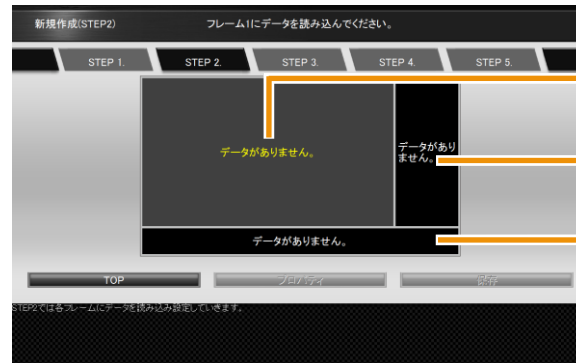 新規作成(STEP2)
フレーム1にデータを読み込んでください。
STEP 1.
STEP 2.
STEP 3.
STEP 4.
STEP 5.
データがありません。
データがあり
ません。
データがありません。
TOP
プロパティ
保存
STEP2では各フレームにデータを読み込み設定していきます。